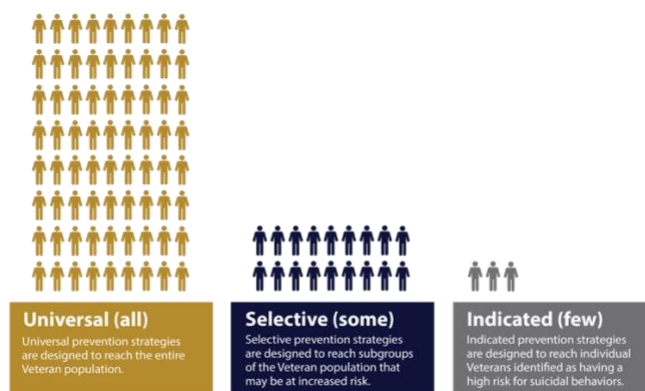 Universal (all)
Universal prevention strategies
are designed to reach the entire
Veteran population.
Selective (some)
Selective prevention strategies
are designed to reach subgroups
of the Veteran population that
may be at increased risk.
Indicated (few)
Indicated prevention strategies
are designed to reach individual
Veterans identified as having a
high risk for suicidal behaviors.